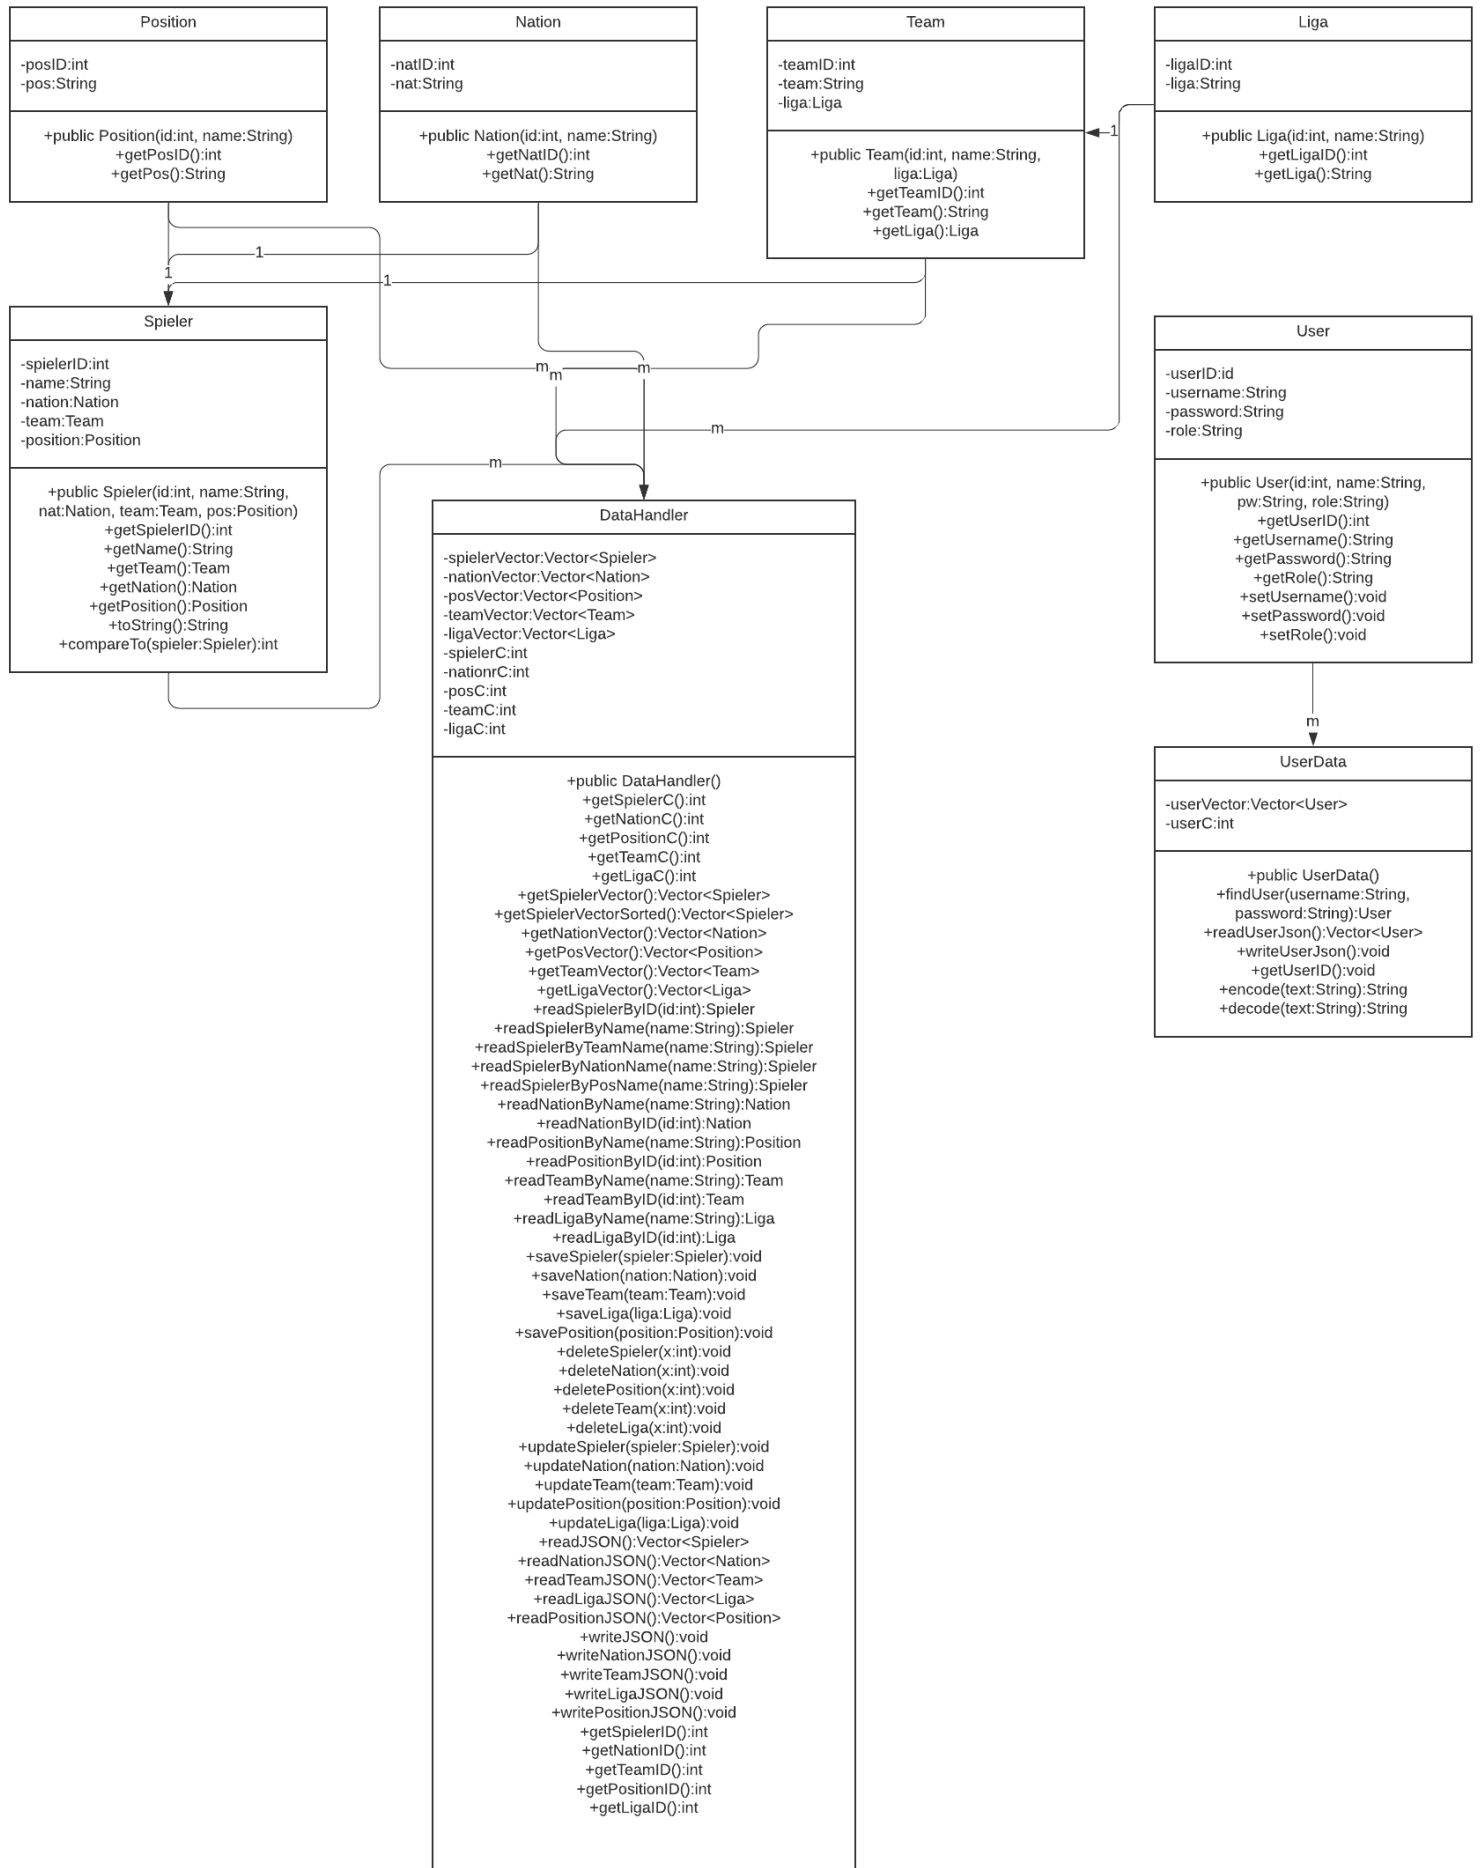 Position
-posID:int
-pos:String
+public Position(id:int, name:String)
+getPosID():int
+getPos():String
Nation
-natID:int
-nat:String
+public Nation(id:int, name:String)
+getNatID():int
+getNat():String
Team
-teamID:int
-team:String
-liga:Liga
+public Team(id:int, name:String,
liga:Liga)
+getTeamID():int
+getTeam():String
+getLiga():Liga
Liga
-ligaID:int
-liga:String
+public Liga(id:int, name:String)
+getLigaID():int
+getLiga():String
1
1
1
1
m
m
m
m
m
Spieler
-spielerID:int
-name:String
-nation:Nation
-team:Team
-position:Position
+public Spieler(id:int, name:String,
nat:Nation, team:Team, pos:Position)
+getSpielerID():int
+getName():String
+getTeam():Team
+getNation():Nation
+getPosition():Position
+toString():String
+compareTo(spieler:Spieler):int
User
-userID:id
-username:String
-password:String
-role:String
+public User(id:int, name:String,
pw:String, role:String)
+getUserID():int
+getUsername():String
+getPassword():String
+getRole():String
+setUsername():void
+setPassword():void
+setRole():void
m
DataHandler
-spielerVector:Vector<Spieler>
-nationVector:Vector<Nation>
-posVector:Vector<Position>
-teamVector:Vector<Team>
-ligaVector:Vector<Liga>
-spielerC:int
-nationrC:int
-posC:int
-teamC:int
-ligaC:int
+public DataHandler()
+getSpielerC():int
+getNationC():int
+getPositionC():int
+getTeamC():int
+getLigaC():int
+getSpielerVector():Vector<Spieler>
+getSpielerVectorSorted():Vector<Spieler>
+getNationVector():Vector<Nation>
+getPosVector():Vector<Position>
+getTeamVector():Vector<Team>
+getLigaVector():Vector<Liga>
+readSpielerByID(id:int):Spieler
+readSpielerByName(name:String):Spieler
+readSpielerByTeamName(name:String):Spieler
+readSpielerByNationName(name:String):Spieler
+readSpielerByPosName(name:String):Spieler
+readNationByName(name:String):Nation
+readNationByID(id:int):Nation
+readPositionByName(name:String):Position
+readPositionByID(id:int):Position
+readTeamByName(name:String):Team
+readTeamByID(id:int):Team
+readLigaByName(name:String):Liga
+readLigaByID(id:int):Liga
+saveSpieler(spieler:Spieler):void
+saveNation(nation:Nation):void
+saveTeam(team:Team):void
+saveLiga(liga:Liga):void
+savePosition(position:Position):void
+deleteSpieler(x:int):void
+deleteNation(x:int):void
+deletePosition(x:int):void
+deleteTeam(x:int):void
+deleteLiga(x:int):void
+updateSpieler(spieler:Spieler):void
+updateNation(nation:Nation):void
+updateTeam(team:Team):void
+updatePosition(position:Position):void
+updateLiga(liga:Liga):void
+readJSON():Vector<Spieler>
+readNationJSON():Vector<Nation>
+readTeamJSON():Vector<Team>
+readLigaJSON():Vector<Liga>
+readPositionJSON():Vector<Position>
+writeJSON():void
+writeNationJSON():void
+writeTeamJSON():void
+writeLigaJSON():void
+writePositionJSON():void
+getSpielerID():int
+getNationID():int
+getTeamID():int
+getPositionID():int
+getLigaID():int
UserData
-userVector:Vector<User>
-userC:int
+public UserData()
+findUser(username:String,
password:String):User
+readUserJson():Vector<User>
+writeUserJson():void
+getUserID():void
+encode(text:String):String
+decode(text:String):String